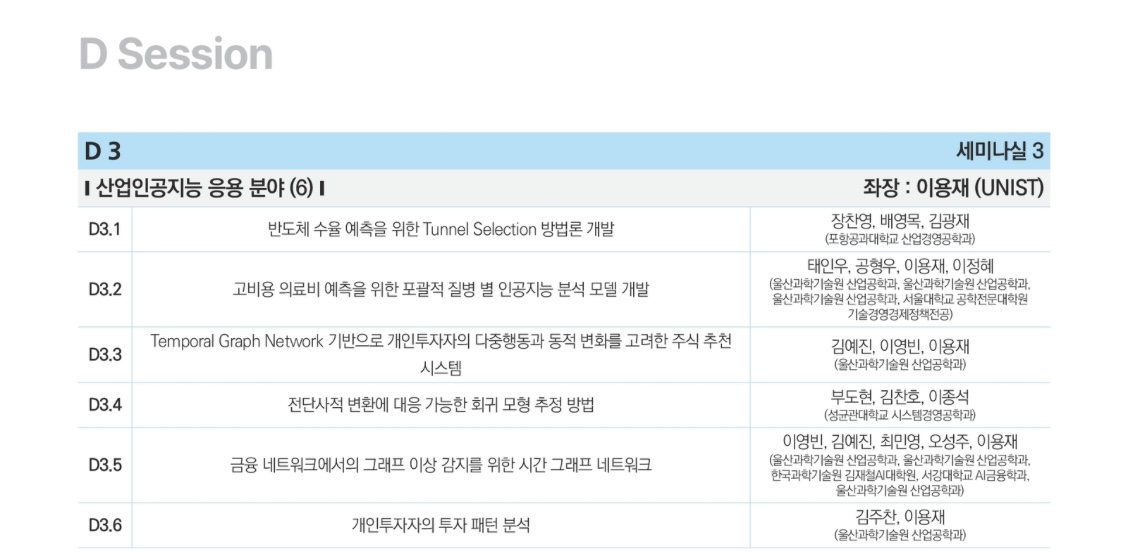 D Session
D 3
세미나실 3
I 산업인공지능 응용 분야 (6) I
좌장 : 이용재 (UNIST)
D3.1
반도체 수율 예측을 위한 Tunnel Selection 방법론 개발
장찬영, 배영목, 김광재
(포항공과대학교 산업경영공학과)
D3.2
고비용 의료비 예측을 위한 포괄적 질병 별 인공지능 분석 모델 개발
태인우, 공형우, 이용재, 이정혜
(울산과학기술원 산업공학과, 울산과학기술원 산업공학과,
울산과학기술원 산업공학과, 서울대학교 공학전문대학원
기술경영경제정책전공)
D3.3
Temporal Graph Network 기반으로 개인투자자의 다중행동과 동적 변화를 고려한 주식 추천
시스템
김예진, 이영빈, 이용재
(울산과학기술원 산업공학과)
D3.4
전단사적 변환에 대응 가능한 회귀 모형 추정 방법
부도현, 김찬호, 이종석
(성균관대학교 시스템경영공학과)
D3.5
금융 네트워크에서의 그래프 이상 감지를 위한 시간 그래프 네트워크
이영빈, 김예진, 최민영, 오성주, 이용재
(울산과학기술원 산업공학과, 울산과학기술원 산업공학과,
한국과학기술원 김재철AI대학원, 서강대학교 AI금융학과,
울산과학기술원 산업공학과)
D3.6
개인투자자의 투자 패턴 분석
김주찬, 이용재
(울산과학기술원 산업공학과)